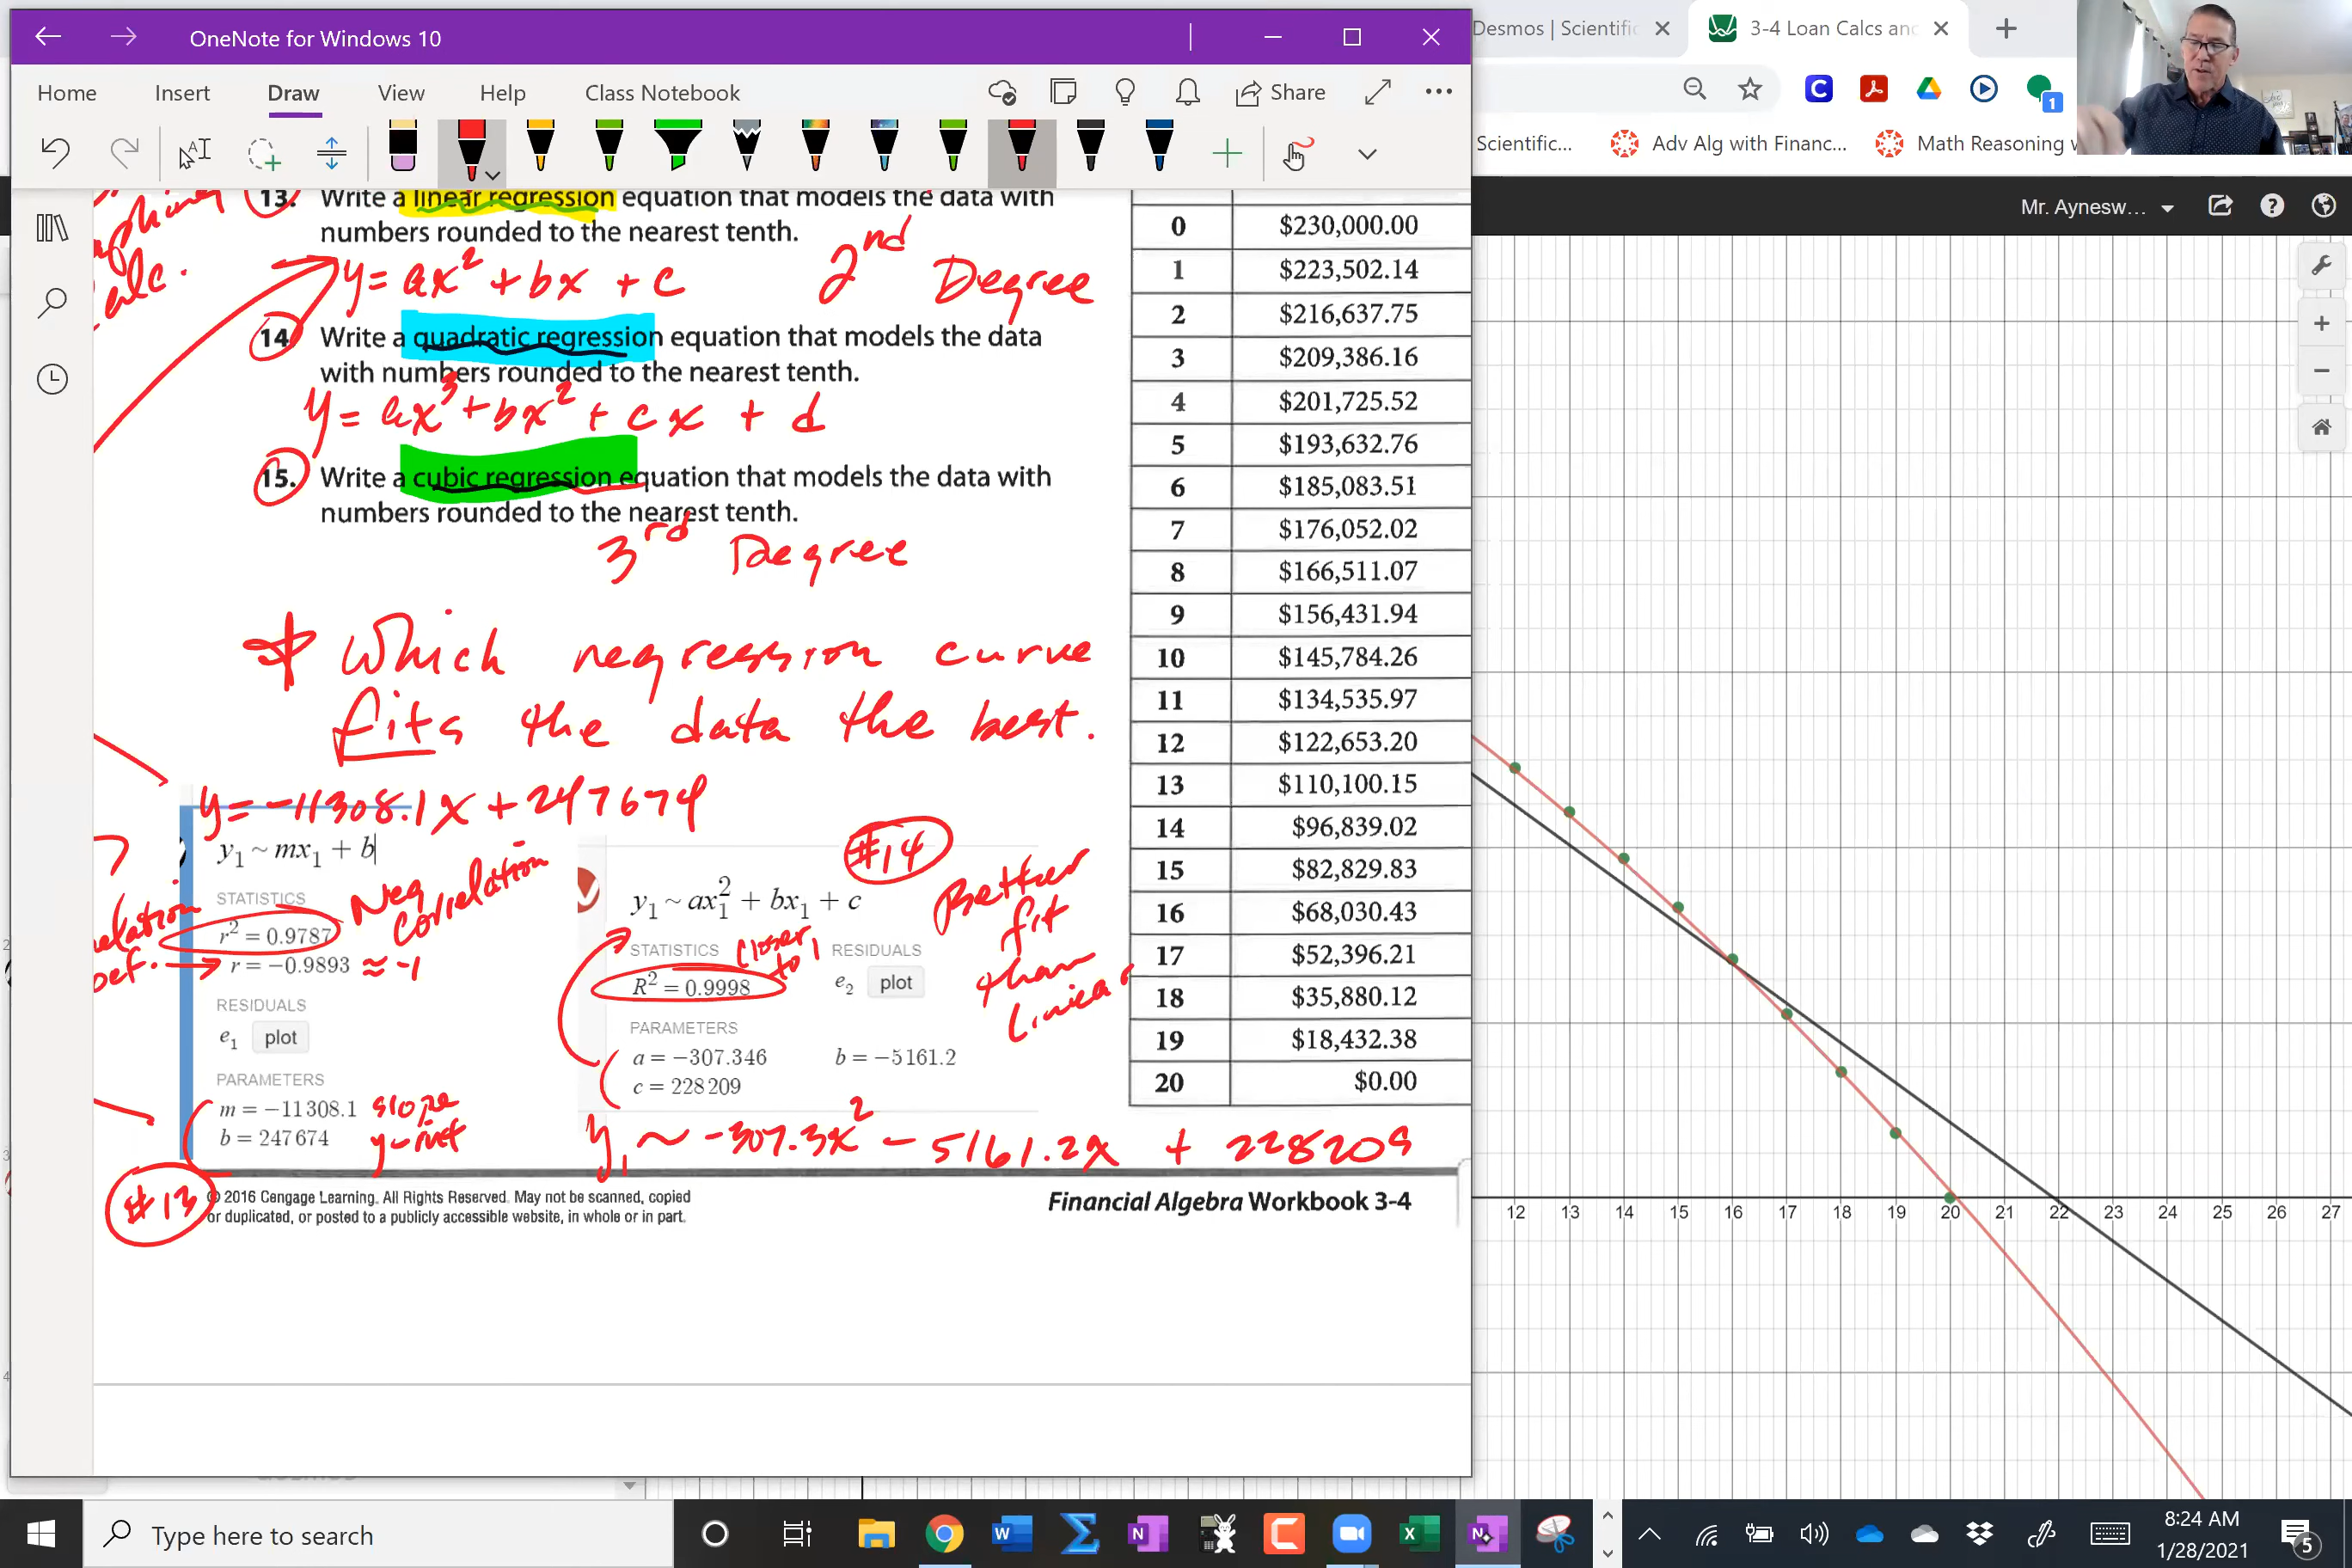 OneNote for Windows 10
Desmos | Scientific
3-4 Loan Calcs and
Home Insert Draw View Help Class Notebook Share
Scientific... Adv Alg with Financ... Math Reasoning
Mr. Aynesw...
13. Write a linear regression equation that models the data with
numbers rounded to the nearest tenth.
alc.
y = ax² + bx + c 2nd Degree
14 Write a quadratic regression equation that models the data
with numbers rounded to the nearest tenth.
y = ax³ + bx² + cx + d
15. Write a cubic regression equation that models the data with
numbers rounded to the nearest tenth.
3rd Degree
* Which regression curve
fits the data the best.
0 $230,000.00
1 $223,502.14
2 $216,637.75
3 $209,386.16
4 $201,725.52
5 $193,632.76
6 $185,083.51
7 $176,052.02
8 $166,511.07
9 $156,431.94
10 $145,784.26
11 $134,535.97
12 $122,653.20
13 $110,100.15
14 $96,839.02
15 $82,829.83
16 $68,030.43
17 $52,396.21
18 $35,880.12
19 $18,432.38
20 $0.00
y = -11308.1x + 247674
y₁ ~ mx₁ + b
STATISTICS
r² = 0.9787
r = −0.9893 ≈ -1
Neg Correlation
RESIDUALS
e₁ plot
PARAMETERS
m = −11308.1 slope
b = 247674 y-int
#13
#14
y₁ ~ ax₁² + bx₁ + c
STATISTICS RESIDUALS
R² = 0.9998 e₂ plot
closer to 1
Better
fit
than
linear
PARAMETERS
a = −307.346 b = −5161.2
c = 228209
y₁ ~ -307.3x² - 5161.2x + 228209
© 2016 Cengage Learning. All Rights Reserved. May not be scanned, copied
or duplicated, or posted to a publicly accessible website, in whole or in part.
Financial Algebra Workbook 3-4
12 13 14 15 16 17 18 19 20 21 22 23 24 25 26 27
Type here to search
8:24 AM
1/28/2021
5